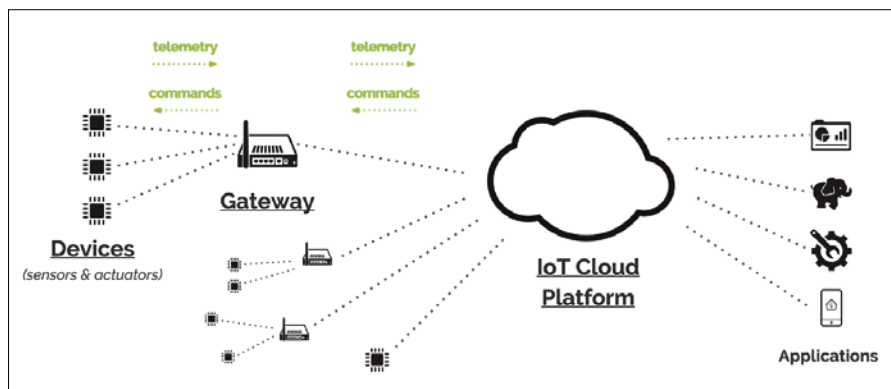 telemetry
telemetry
commands
commands
Gateway
Devices
(sensors & actuators)
IoT Cloud
Platform
Applications